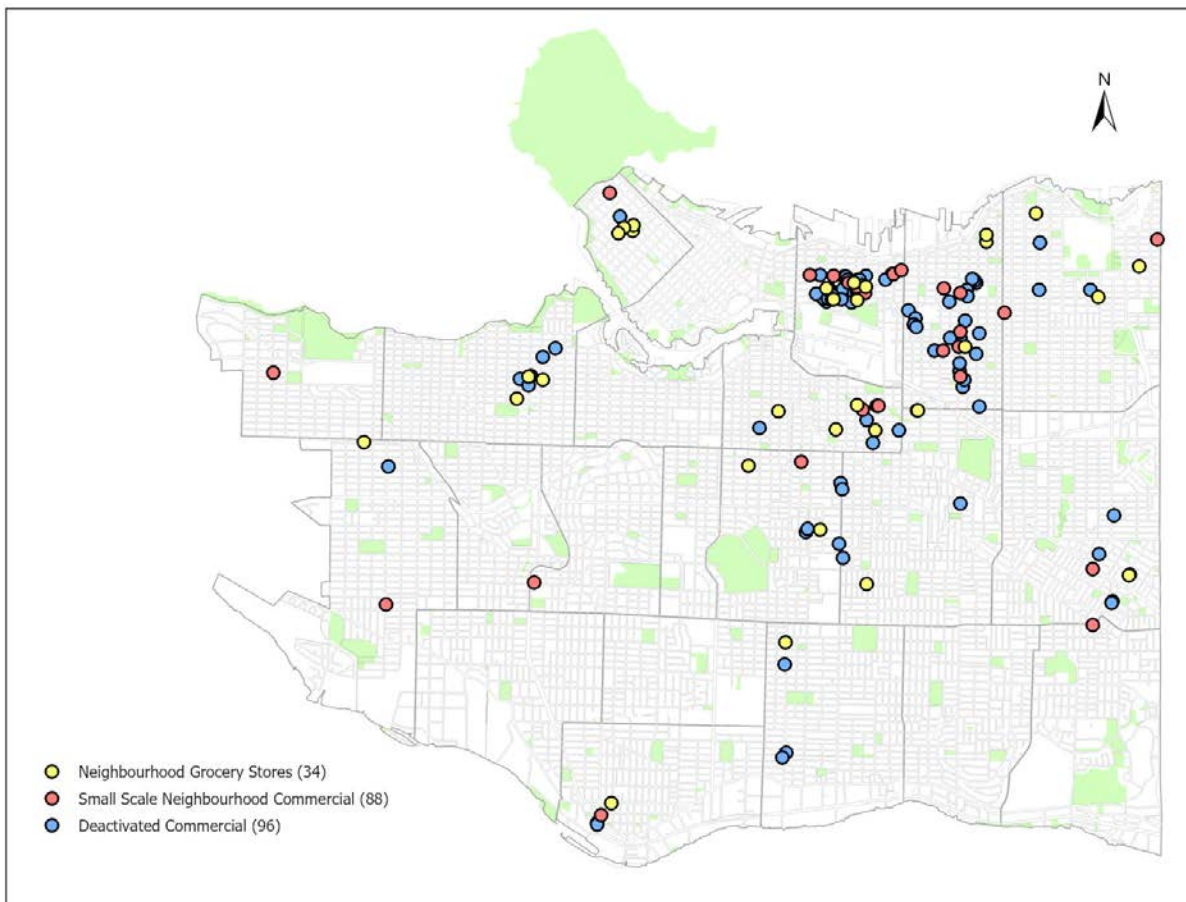 N
Neighbourhood Grocery Stores (34)
Small Scale Neighbourhood Commercial (88)
Deactivated Commercial (96)